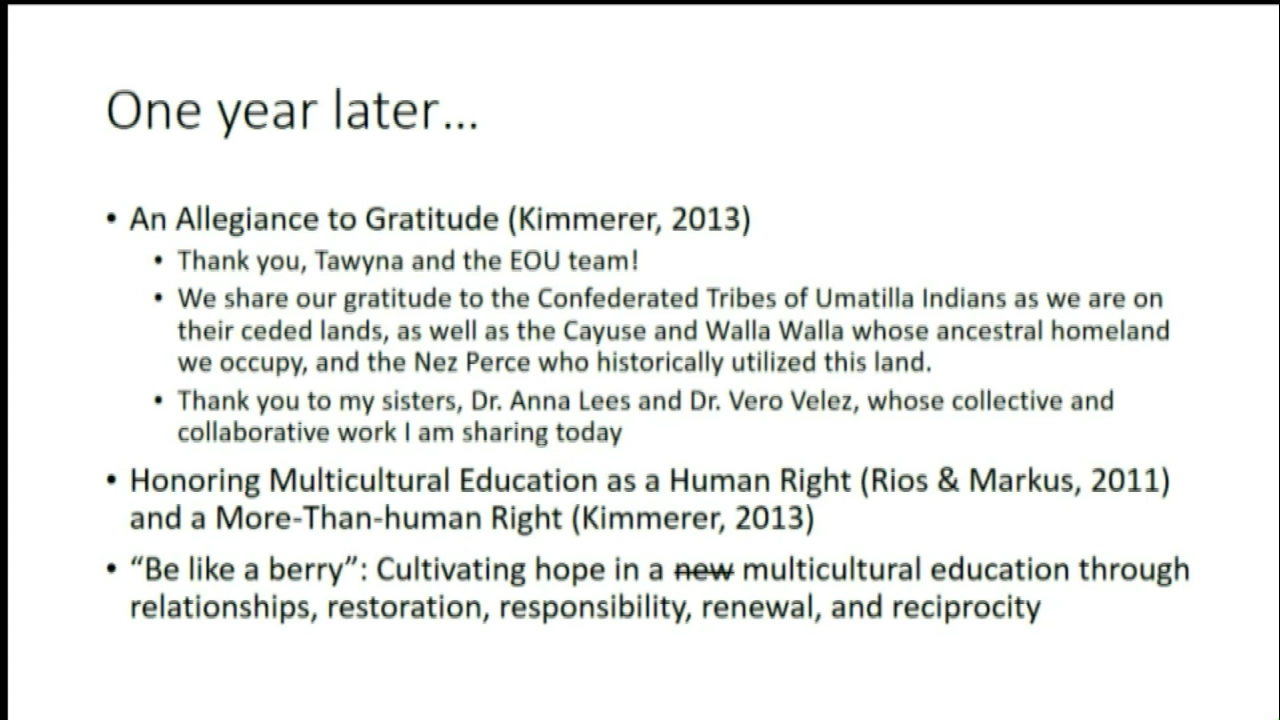 One year later...
• An Allegiance to Gratitude (Kimmerer, 2013)
• Thank you, Tawyna and the EOU team!
• We share our gratitude to the Confederated Tribes of Umatilla Indians as we are on
their ceded lands, as well as the Cayuse and Walla Walla whose ancestral homeland
we occupy, and the Nez Perce who historically utilized this land.
• Thank you to my sisters, Dr. Anna Lees and Dr. Vero Velez, whose collective and
collaborative work I am sharing today
• Honoring Multicultural Education as a Human Right (Rios & Markus, 2011)
and a More-Than-human Right (Kimmerer, 2013)
• “Be like a berry”: Cultivating hope in a new multicultural education through
relationships, restoration, responsibility, renewal, and reciprocity